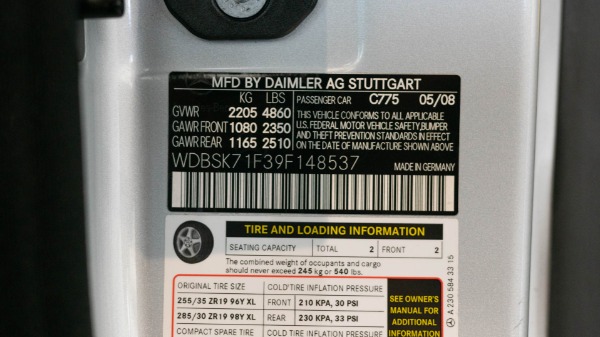 MFD BY DAIMLER AG STUTTGART
KG LBS PASSENGER CAR C775 05/08
GVWR 2205 4860
GAWR FRONT 1080 2350
GAWR REAR 1165 2510
THIS VEHICLE CONFORMS TO ALL APPLICABLE
U.S. FEDERAL MOTOR VEHICLE SAFETY,BUMPER
AND THEFT PREVENTION STANDARDS IN EFFECT
ON THE DATE OF MANUFACTURE SHOWN ABOVE
WDBSK71F39F148537 MADE IN GERMANY
TIRE AND LOADING INFORMATION
SEATING CAPACITY TOTAL 2 FRONT 2
The combined weight of occupants and cargo
should never exceed 245 kg or 540 lbs.
ORIGINAL TIRE SIZE COLD TIRE INFLATION PRESSURE
255/35 ZR19 96Y XL FRONT 210 KPA, 30 PSI
285/30 ZR19 98Y XL REAR 230 KPA, 33 PSI
COMPACT SPARE TIRE COLD TIRE INFLATION PRESSURE
SEE OWNER'S
MANUAL FOR
ADDITIONAL
INFORMATION
A 230 584 33 15